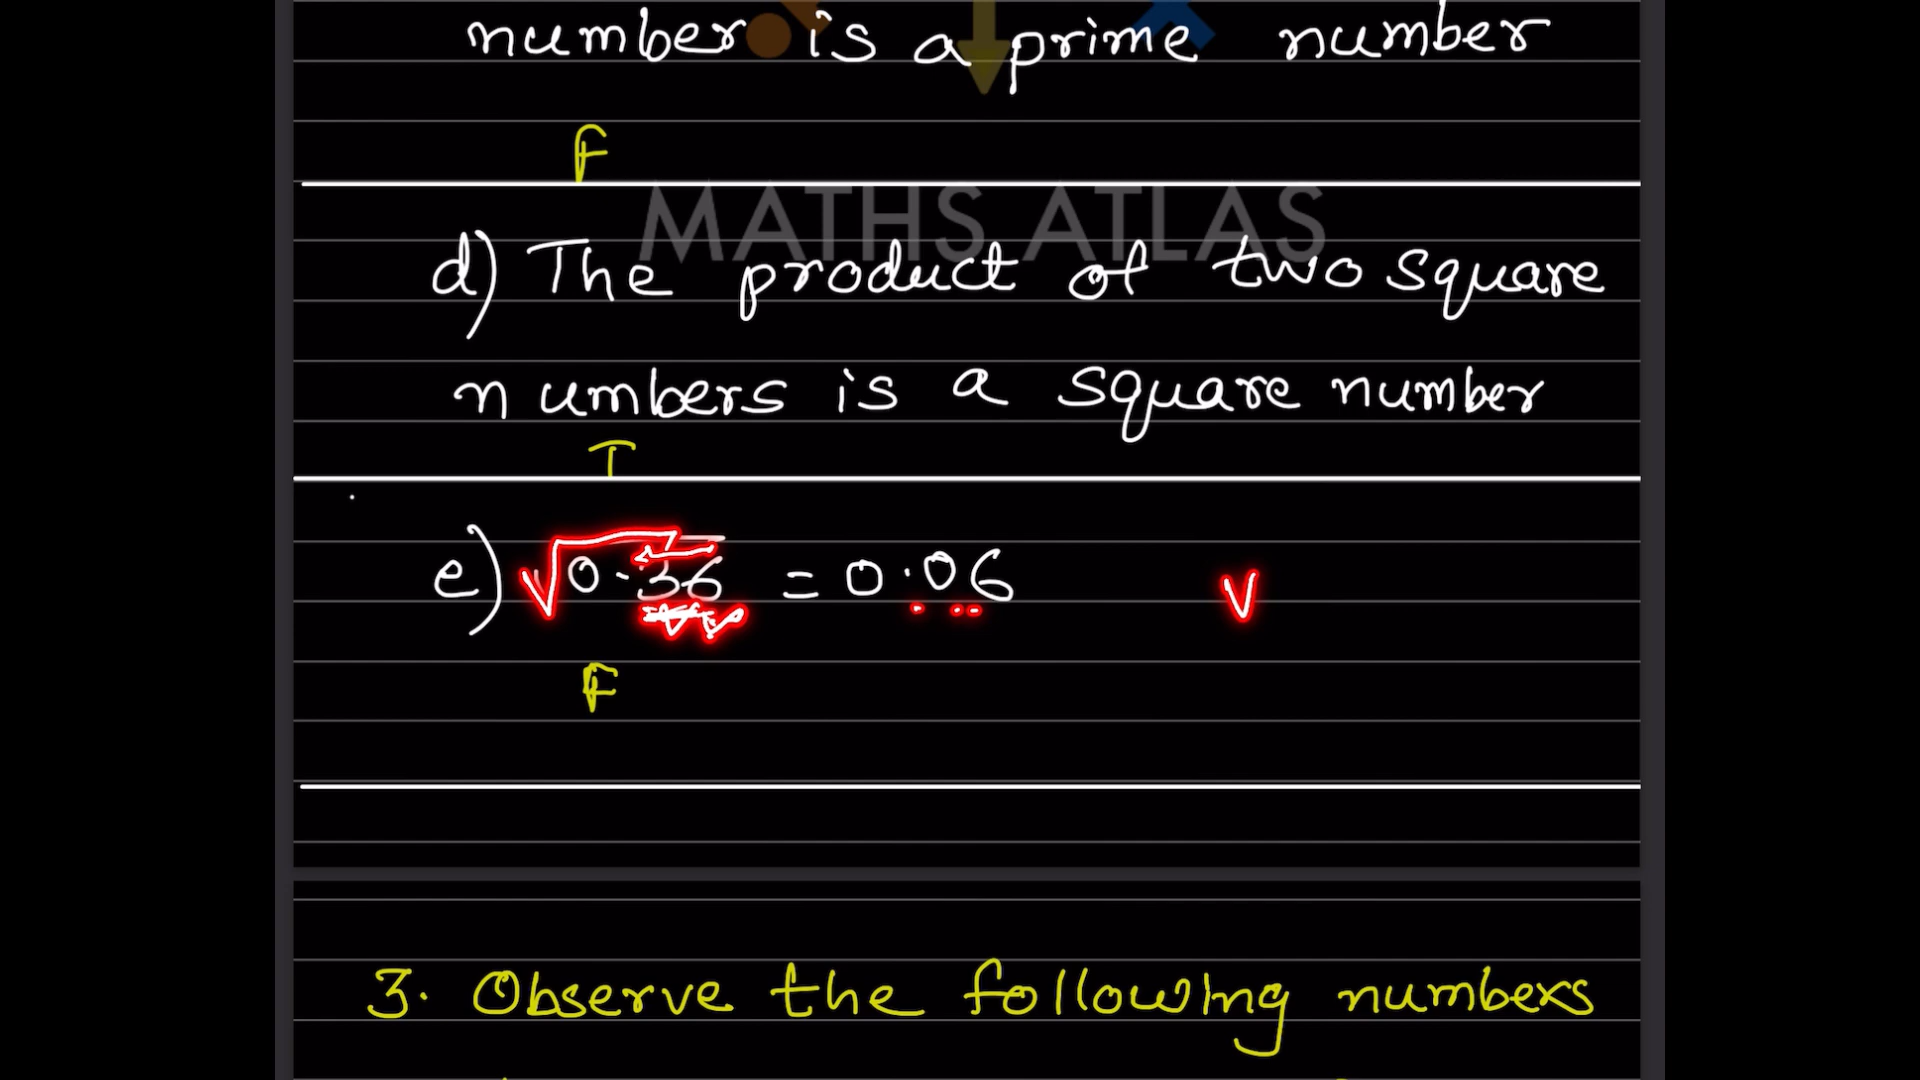 number is a prime number
F
MATHS ATLAS
d) The product of two square
numbers is a square number
T
e) √0.36 = 0.06
F
3. Observe the following numbers